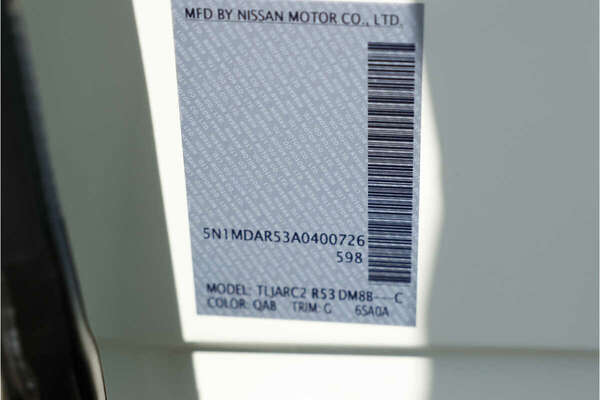 MFD BY NISSAN MOTOR CO., LTD.
5N1MDAR53A0400726
598
MODEL: TLJARC2 R53 DM8B---C
COLOR: QAB TRIM: G 6SA0A